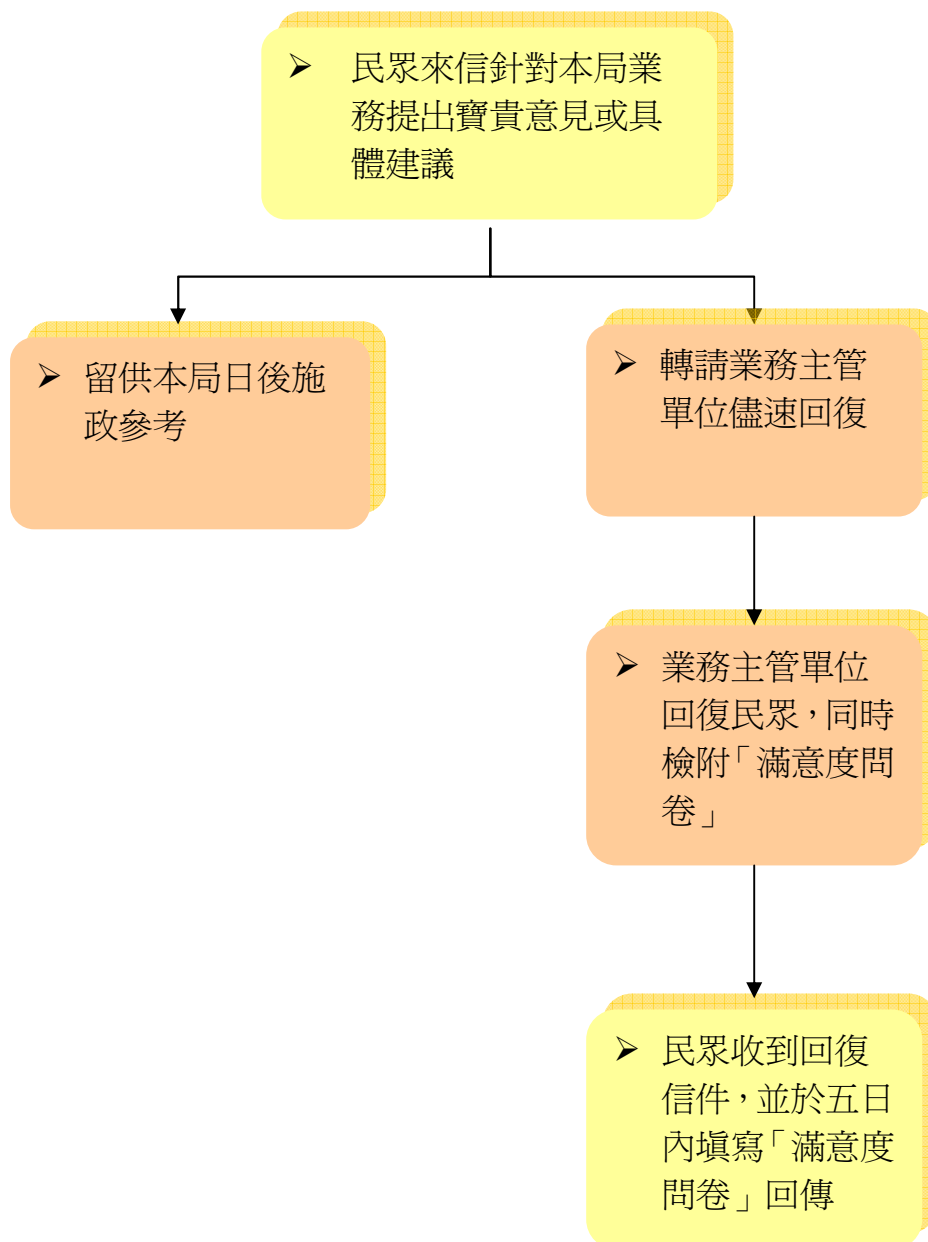 ➢ 民眾來信針對本局業
務提出寶貴意見或具
體建議
➢ 留供本局日後施
政參考
➢ 轉請業務主管
單位儘速回復
➢ 業務主管單位
回復民眾，同時
檢附「滿意度問
卷」
➢ 民眾收到回復
信件，並於五日
內填寫「滿意度
問卷」回傳